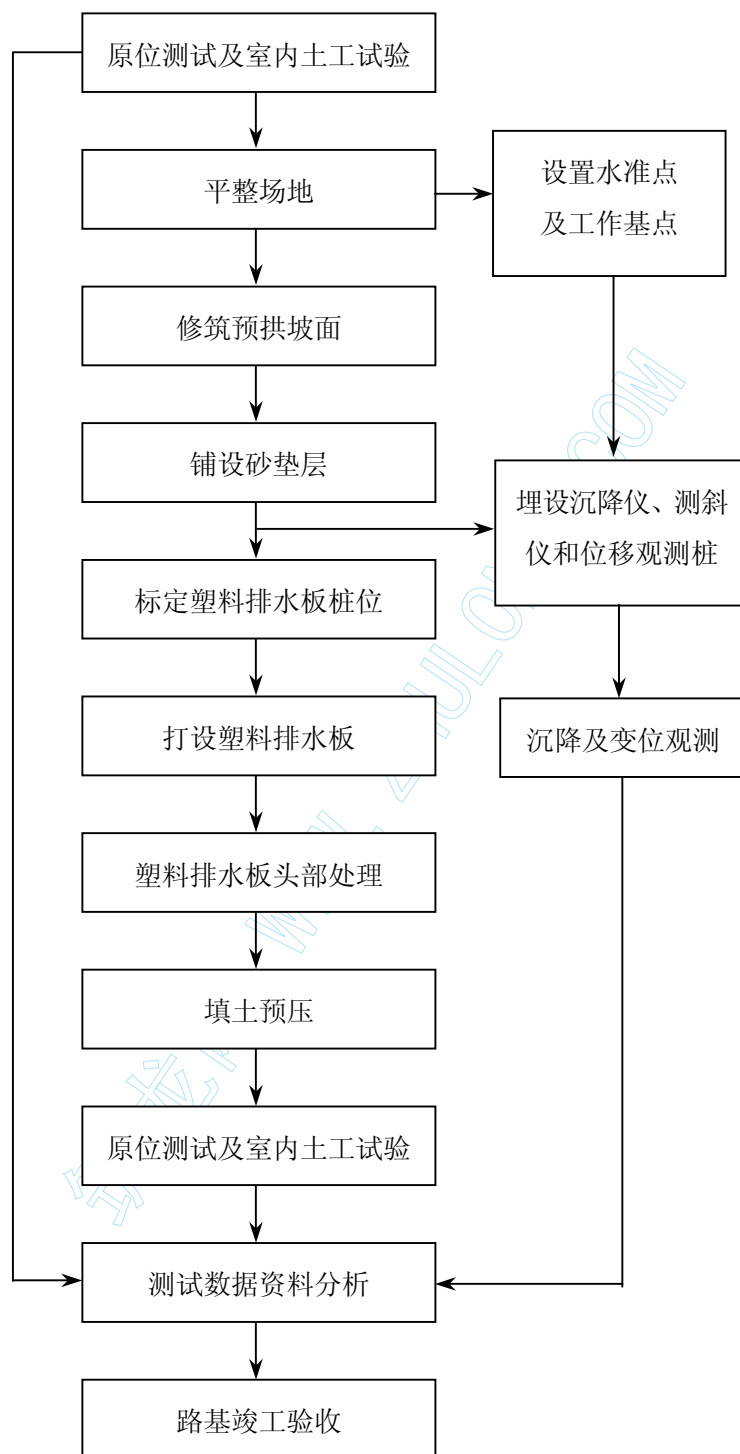 原位测试及室内土工试验
平整场地
设置水准点
及工作基点
修筑预拱坡面
铺设砂垫层
埋设沉降仪、测斜
仪和位移观测桩
标定塑料排水板桩位
打设塑料排水板
沉降及变位观测
塑料排水板头部处理
填土预压
原位测试及室内土工试验
测试数据资料分析
路基竣工验收